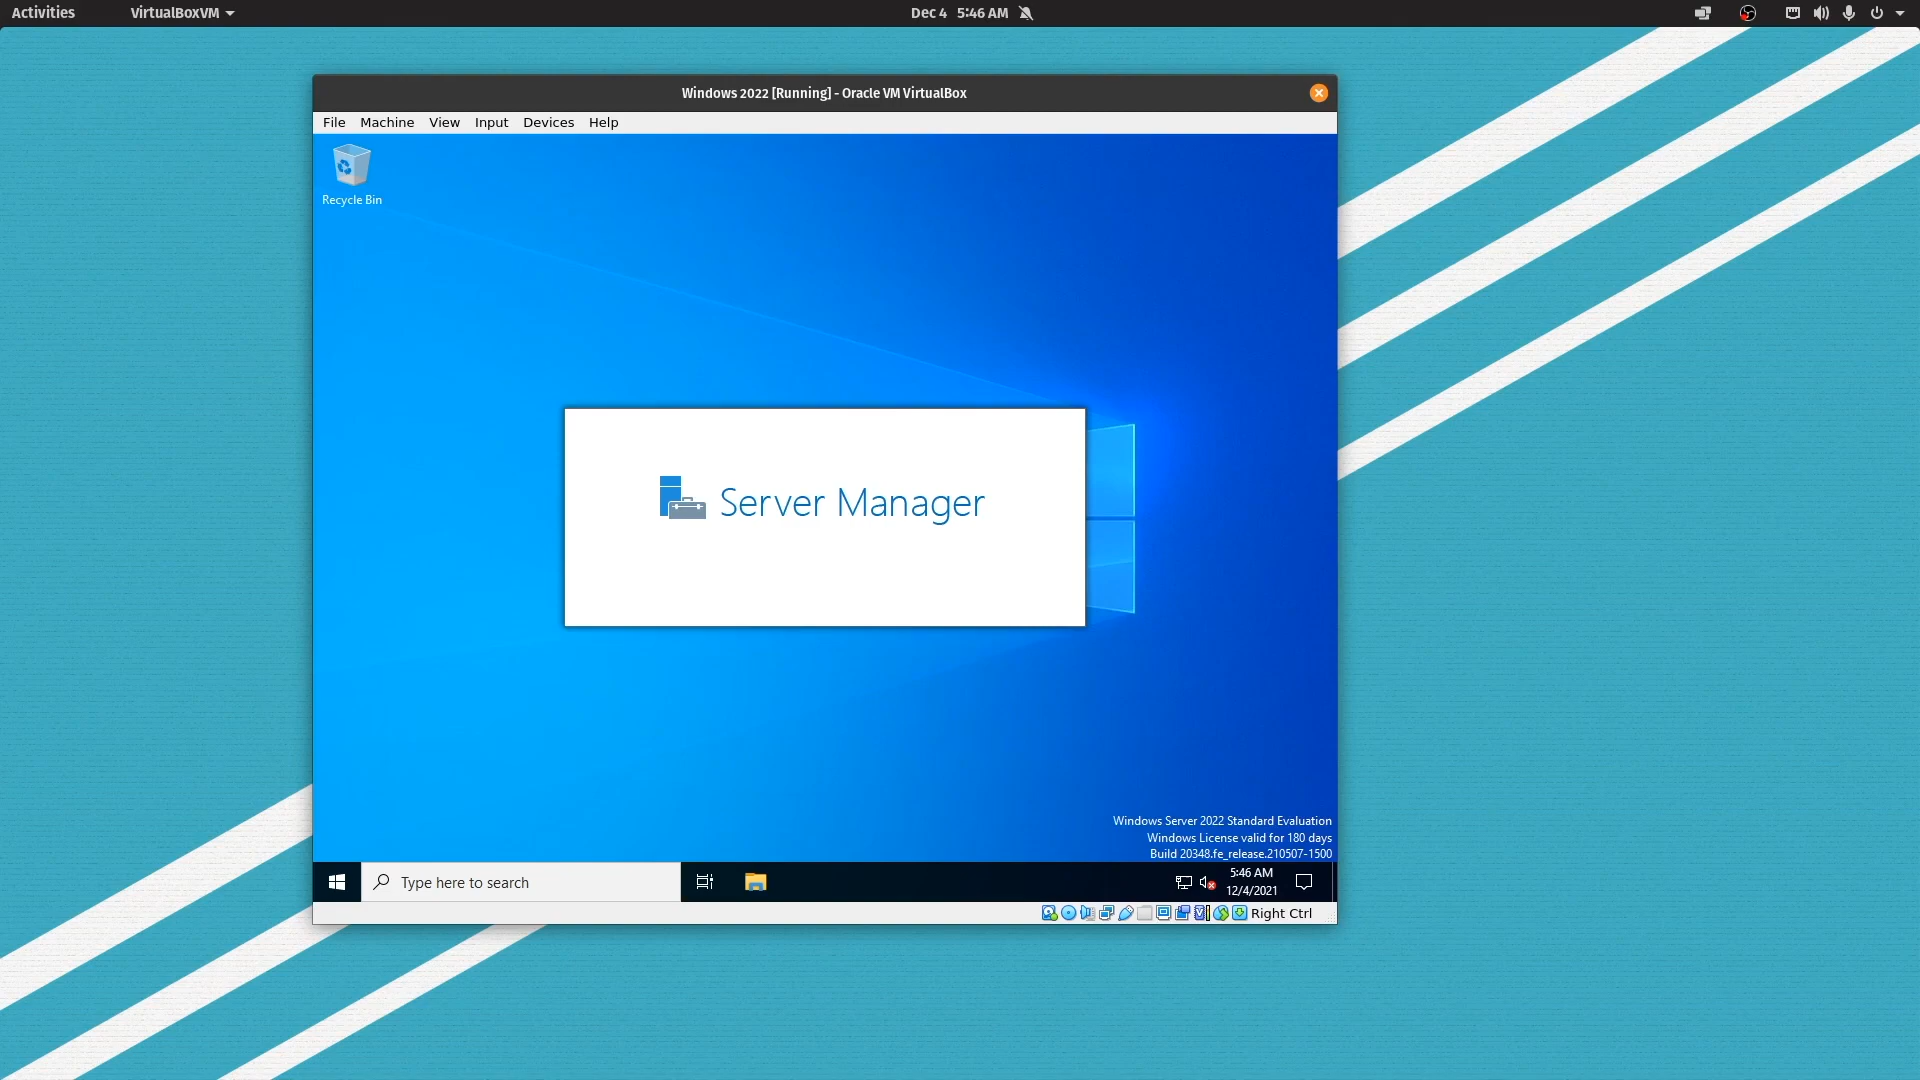 Activities
VirtualBoxVM
Dec 4 5:46 AM
Windows 2022 [Running] - Oracle VM VirtualBox
File Machine View Input Devices Help
Recycle Bin
Server Manager
Windows Server 2022 Standard Evaluation
Windows License valid for 180 days
Build 20348.fe_release.210507-1500
Type here to search
5:46 AM
12/4/2021
Right Ctrl